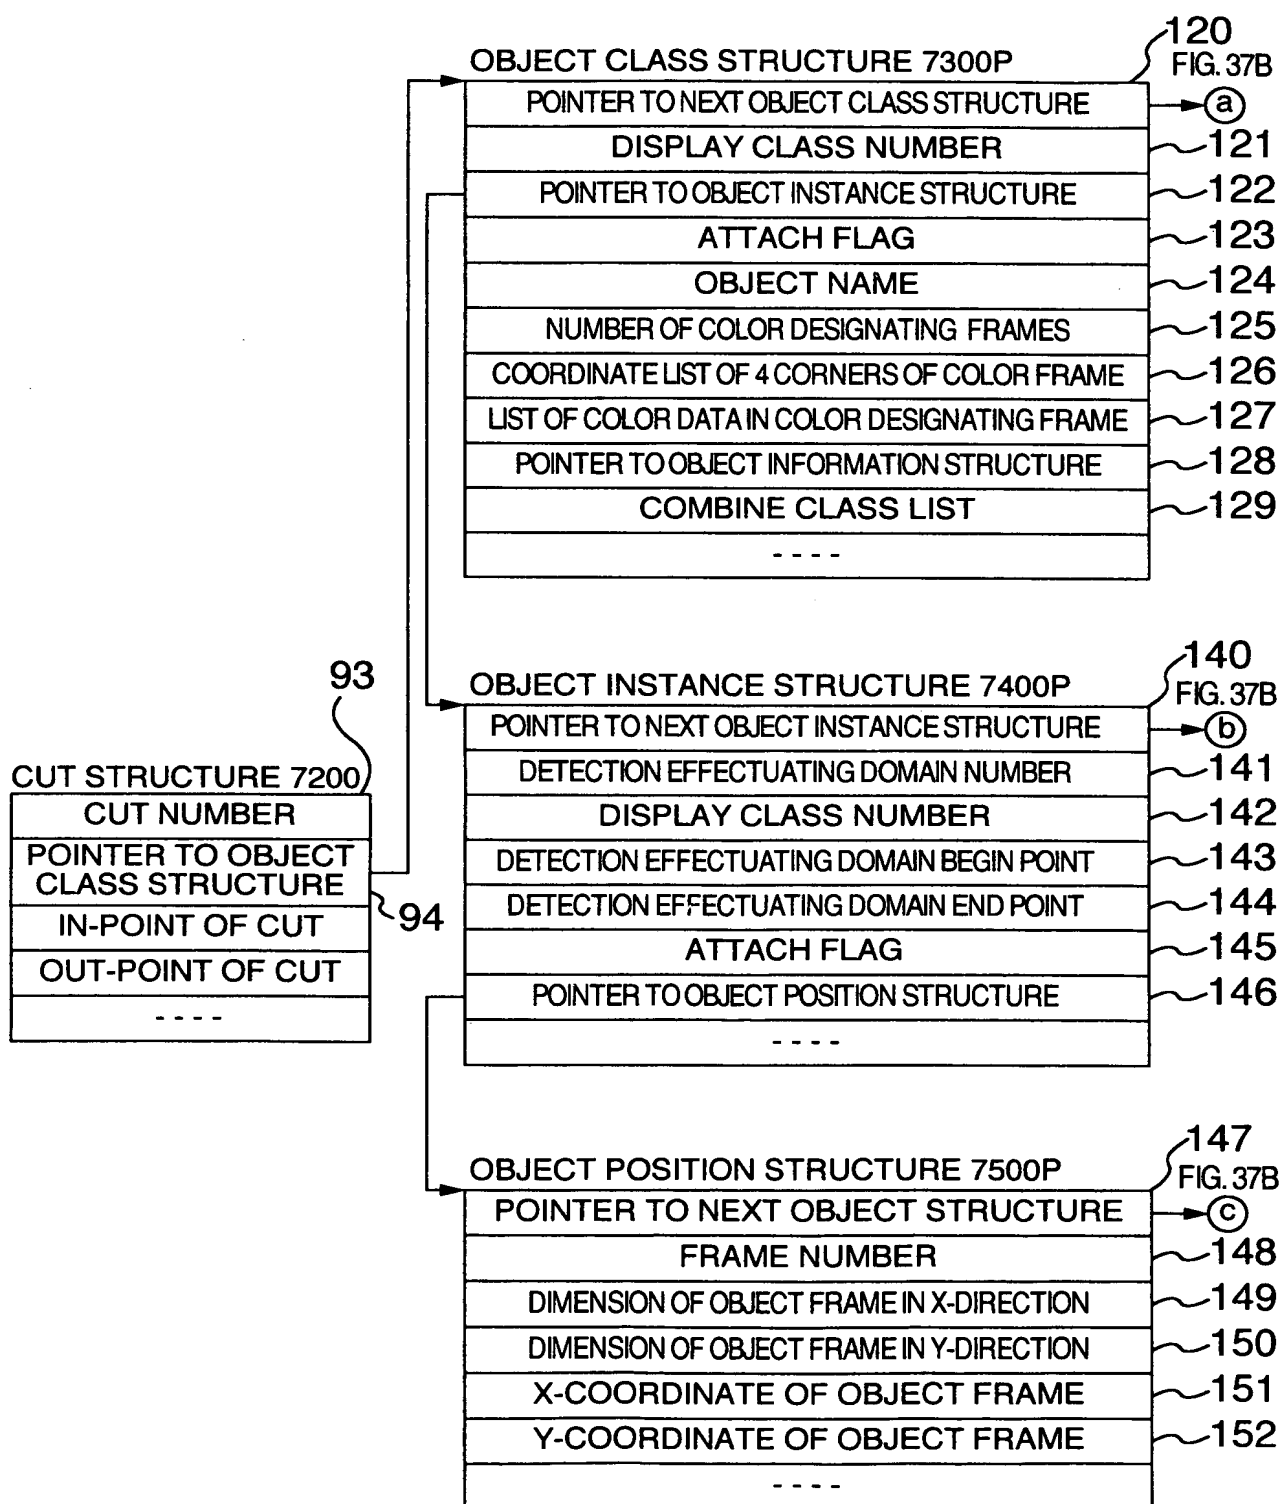 120
OBJECT CLASS STRUCTURE 7300P
FIG. 37B
POINTER TO NEXT OBJECT CLASS STRUCTURE
a
DISPLAY CLASS NUMBER
121
POINTER TO OBJECT INSTANCE STRUCTURE
122
ATTACH FLAG
123
OBJECT NAME
124
NUMBER OF COLOR DESIGNATING FRAMES
125
COORDINATE LIST OF 4 CORNERS OF COLOR FRAME
126
LIST OF COLOR DATA IN COLOR DESIGNATING FRAME
127
POINTER TO OBJECT INFORMATION STRUCTURE
128
COMBINE CLASS LIST
129
- - - -
93
CUT STRUCTURE 7200
CUT NUMBER
POINTER TO OBJECT
CLASS STRUCTURE
94
IN-POINT OF CUT
OUT-POINT OF CUT
- - - -
140
OBJECT INSTANCE STRUCTURE 7400P
FIG. 37B
POINTER TO NEXT OBJECT INSTANCE STRUCTURE
b
DETECTION EFFECTUATING DOMAIN NUMBER
141
DISPLAY CLASS NUMBER
142
DETECTION EFFECTUATING DOMAIN BEGIN POINT
143
DETECTION EFFECTUATING DOMAIN END POINT
144
ATTACH FLAG
145
POINTER TO OBJECT POSITION STRUCTURE
146
- - - -
147
OBJECT POSITION STRUCTURE 7500P
FIG. 37B
POINTER TO NEXT OBJECT STRUCTURE
c
FRAME NUMBER
148
DIMENSION OF OBJECT FRAME IN X-DIRECTION
149
DIMENSION OF OBJECT FRAME IN Y-DIRECTION
150
X-COORDINATE OF OBJECT FRAME
151
Y-COORDINATE OF OBJECT FRAME
152
- - - -